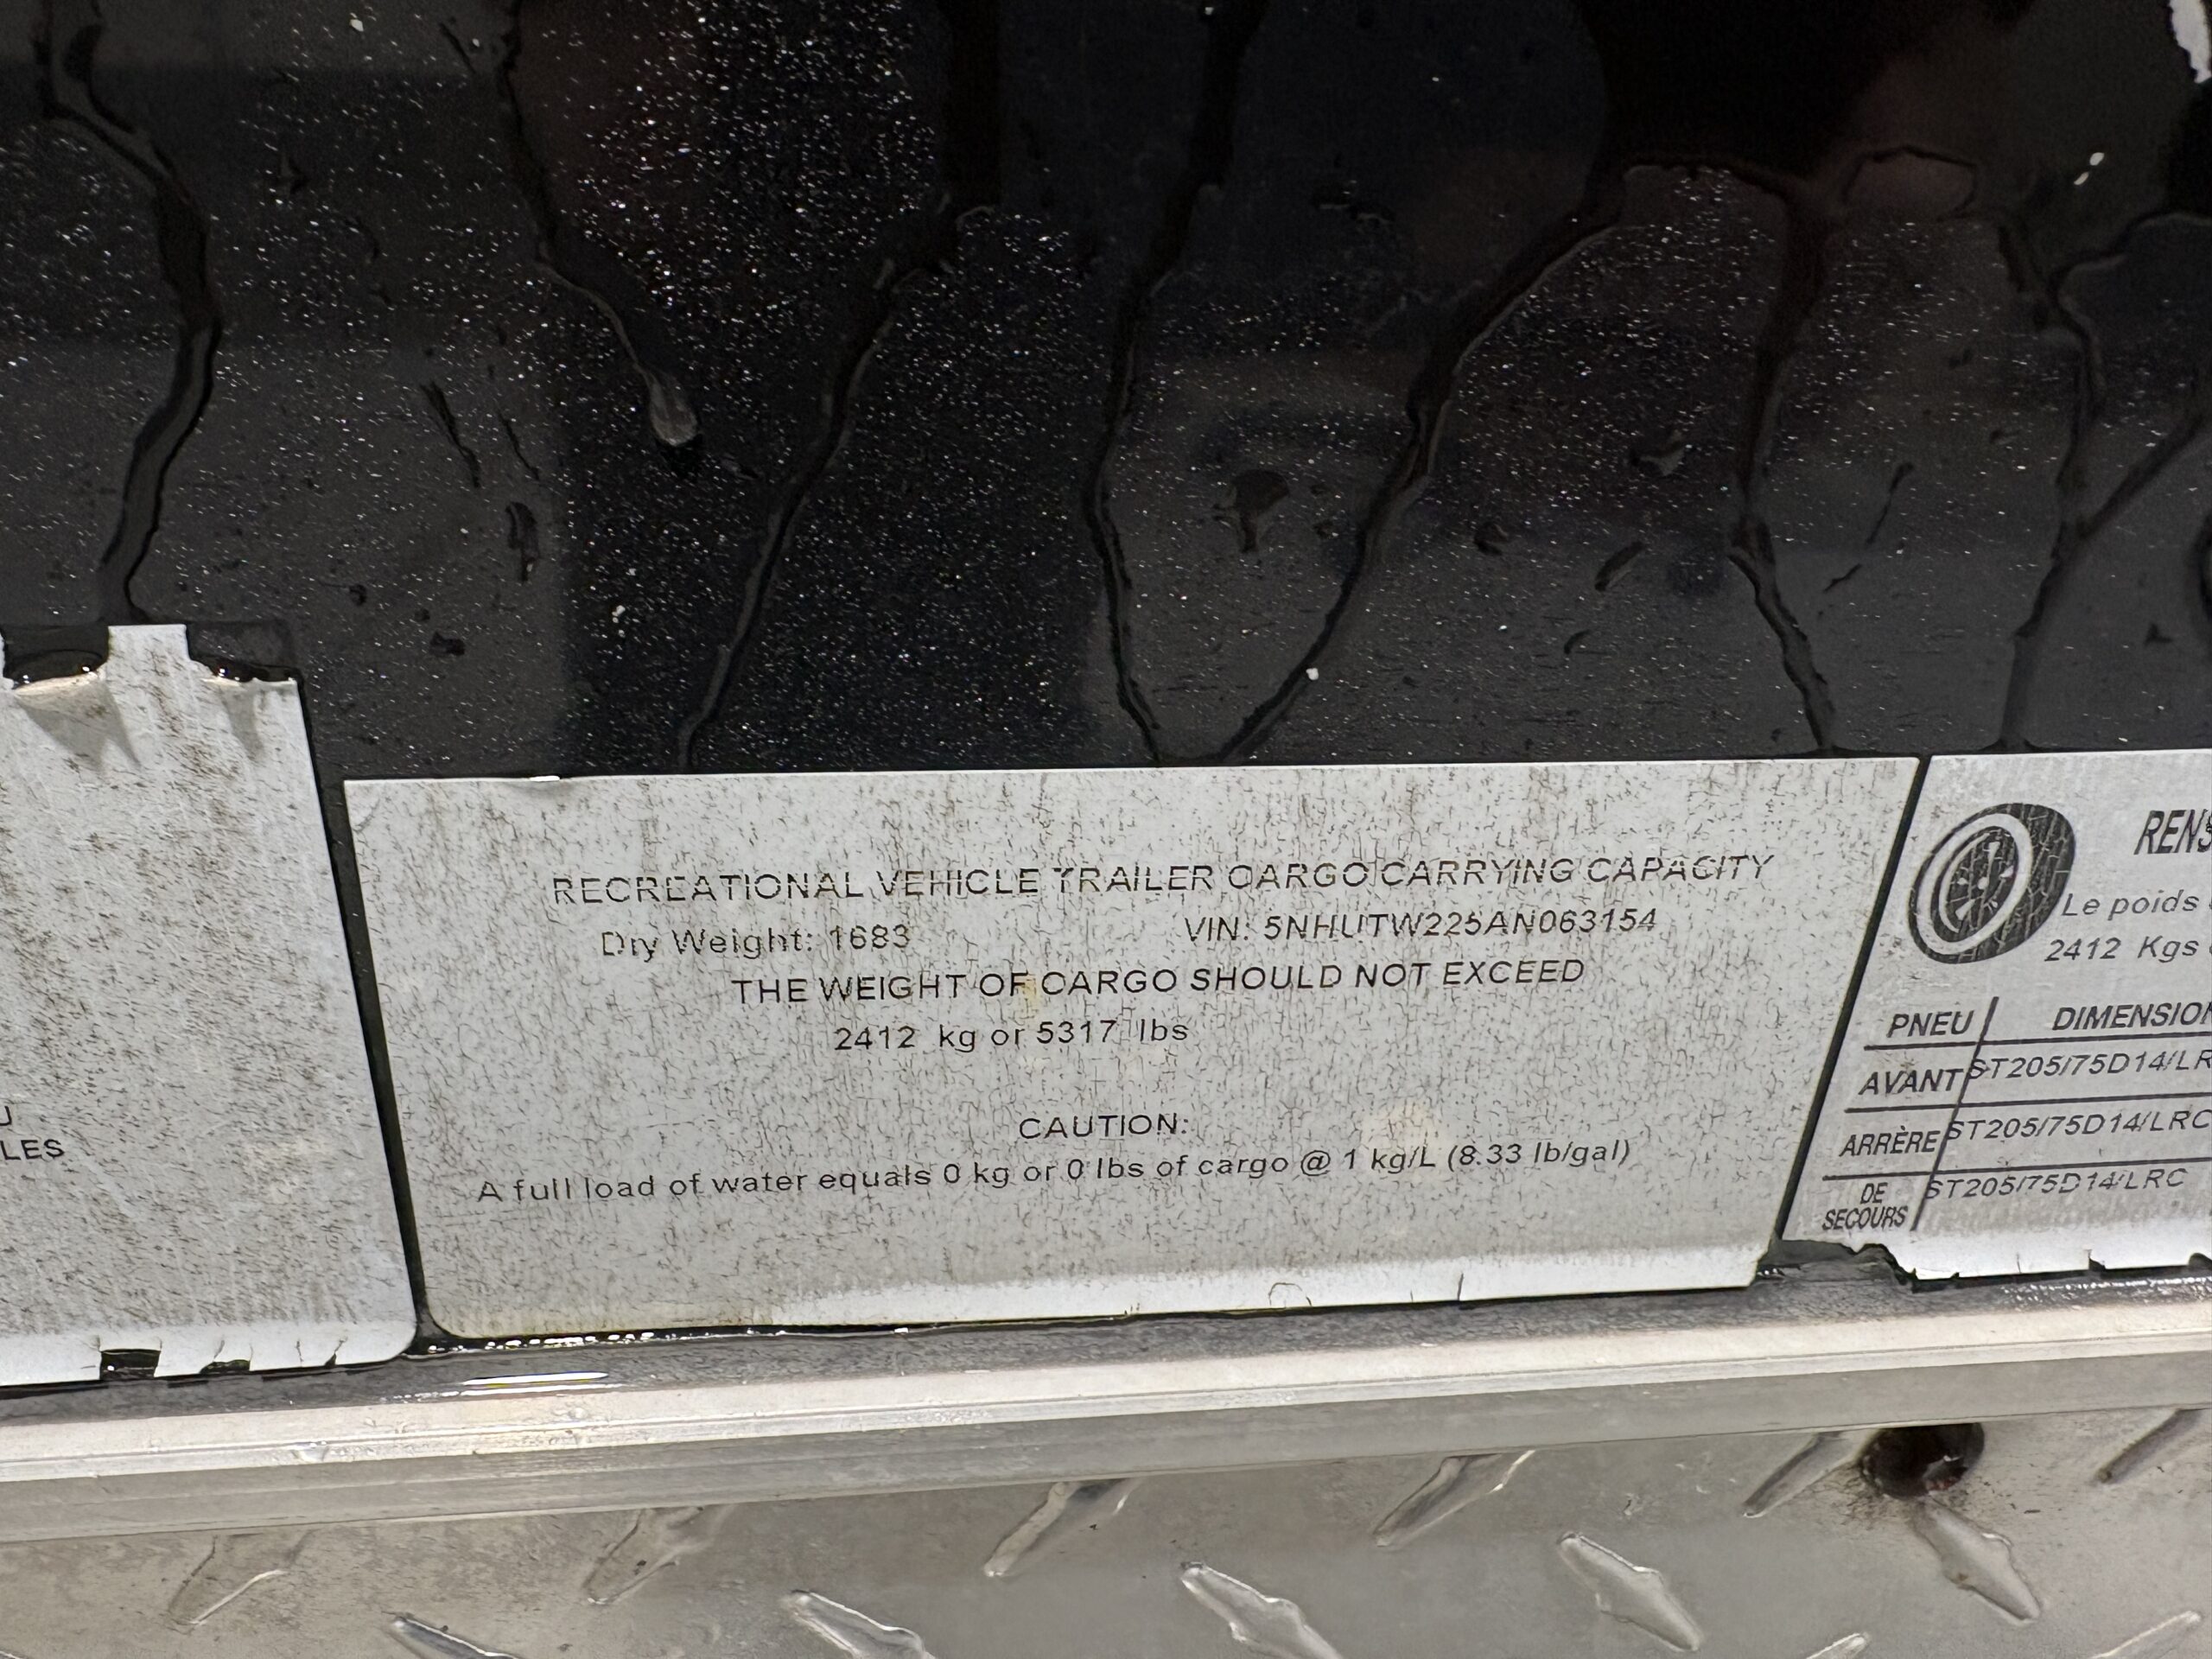 RECREATIONAL VEHICLE TRAILER CARGO CARRYING CAPACITY
Dry Weight: 1683 VIN: 5NHUTW225AN063154
THE WEIGHT OF CARGO SHOULD NOT EXCEED
2412 kg or 5317 lbs
CAUTION:
A full load of water equals 0 kg or 0 lbs of cargo @ 1 kg/L (8.33 lb/gal)
U
LES
RENS
Le poids
2412 Kgs
PNEU DIMENSION
AVANT ST205/75D14/LR
ARRÈRE ST205/75D14/LRC
DE SECOURS ST205/75D14/LRC